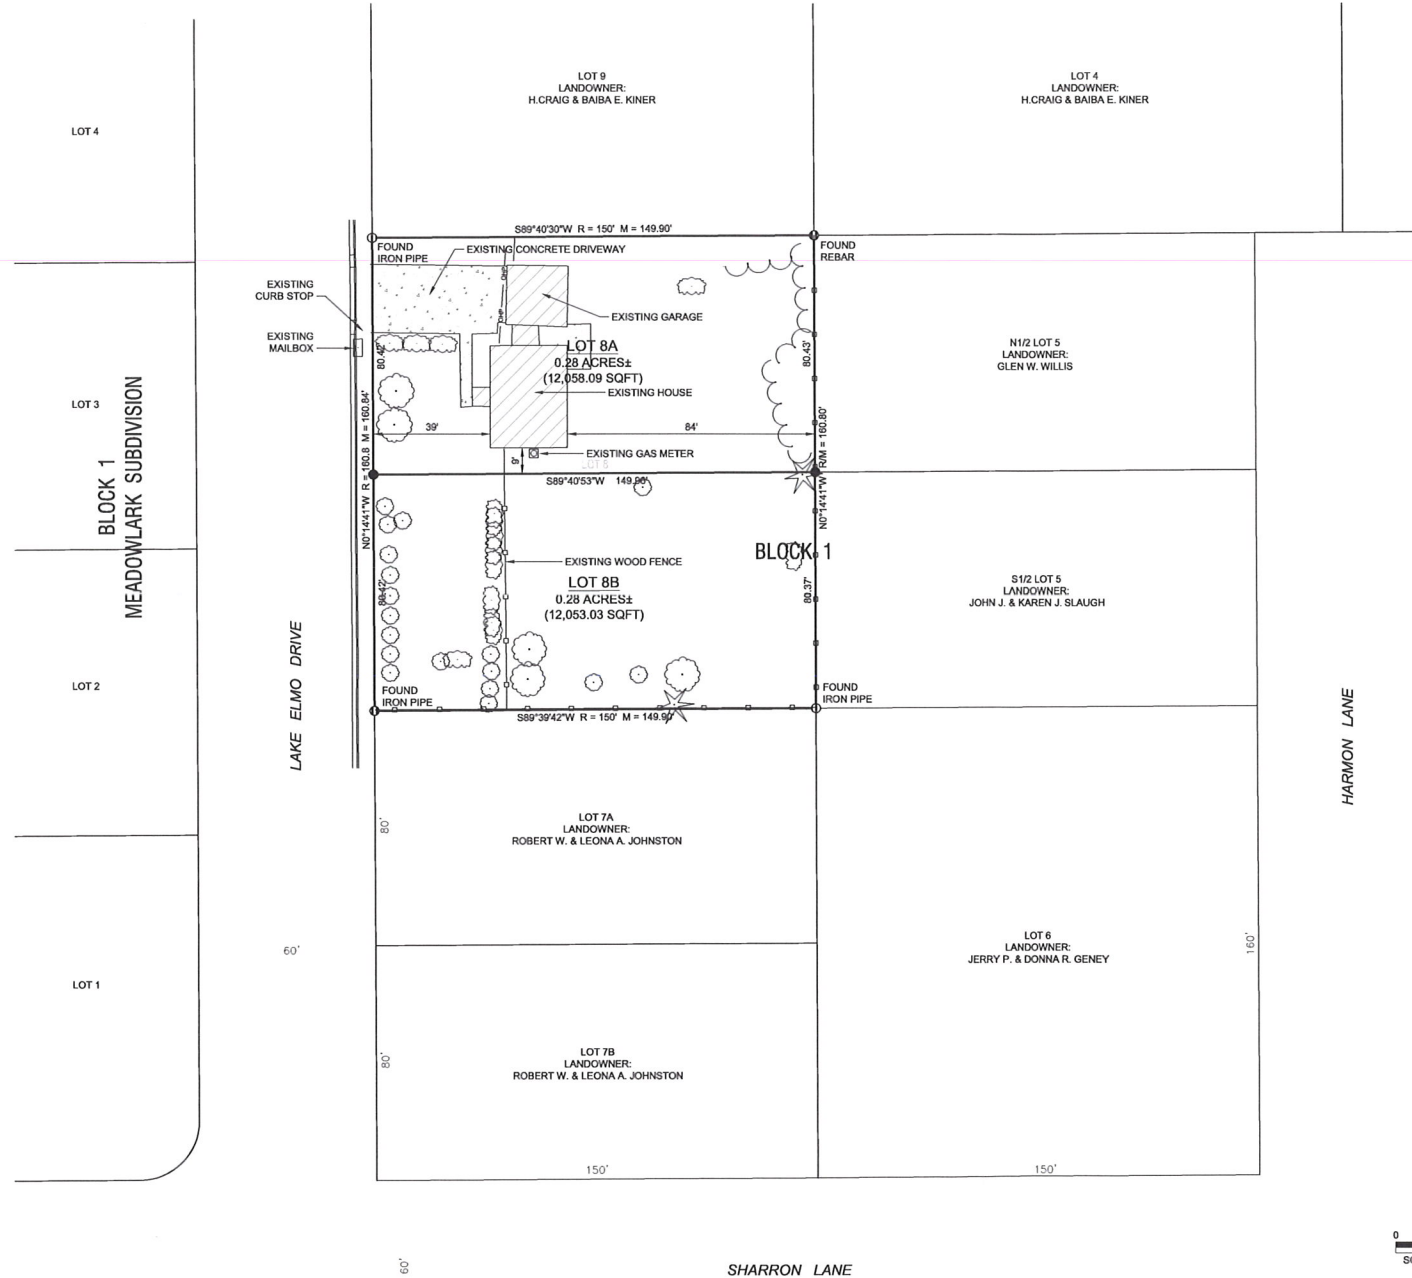 LOT 9
LANDOWNER:
H.CRAIG & BAIBA E. KINER
LOT 4
LANDOWNER:
H.CRAIG & BAIBA E. KINER
LOT 4
S89°40'30"W R = 150' M = 149.90'
FOUND
IRON PIPE
EXISTING CONCRETE DRIVEWAY
FOUND
REBAR
EXISTING
CURB STOP
OHP
OHP
EXISTING GARAGE
EXISTING
MAILBOX
80.42'
LOT 8A
0.28 ACRES±
(12,058.09 SQFT)
EXISTING HOUSE
80.43'
N1/2 LOT 5
LANDOWNER:
GLEN W. WILLIS
LOT 3
BLOCK 1
MEADOWLARK SUBDIVISION
N0°14'41"W R = 160.8 M = 160.84'
39'
84'
N0°14'41"W R/M = 160.80'
9'
EXISTING GAS METER
S89°40'53"W 149.90'
BLOCK 1
EXISTING WOOD FENCE
LOT 8B
0.28 ACRES±
(12,053.03 SQFT)
80.42'
80.37'
S1/2 LOT 5
LANDOWNER:
JOHN J. & KAREN J. SLAUGH
LOT 2
LAKE ELMO DRIVE
FOUND
IRON PIPE
FOUND
IRON PIPE
S89°39'42"W R = 150' M = 149.90'
HARMON LANE
80'
LOT 7A
LANDOWNER:
ROBERT W. & LEONA A. JOHNSTON
60'
LOT 6
LANDOWNER:
JERRY P. & DONNA R. GENEY
160'
LOT 1
80'
LOT 7B
LANDOWNER:
ROBERT W. & LEONA A. JOHNSTON
150'
150'
60'
SHARRON LANE
0